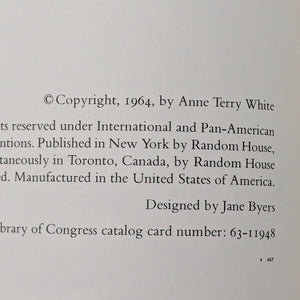 © Copyright, 1964, by Anne Terry White
ts reserved under International and Pan-American
ntions. Published in New York by Random House,
taneously in Toronto, Canada, by Random House
ed. Manufactured in the United States of America.
Designed by Jane Byers
ibrary of Congress catalog card number: 63-11948